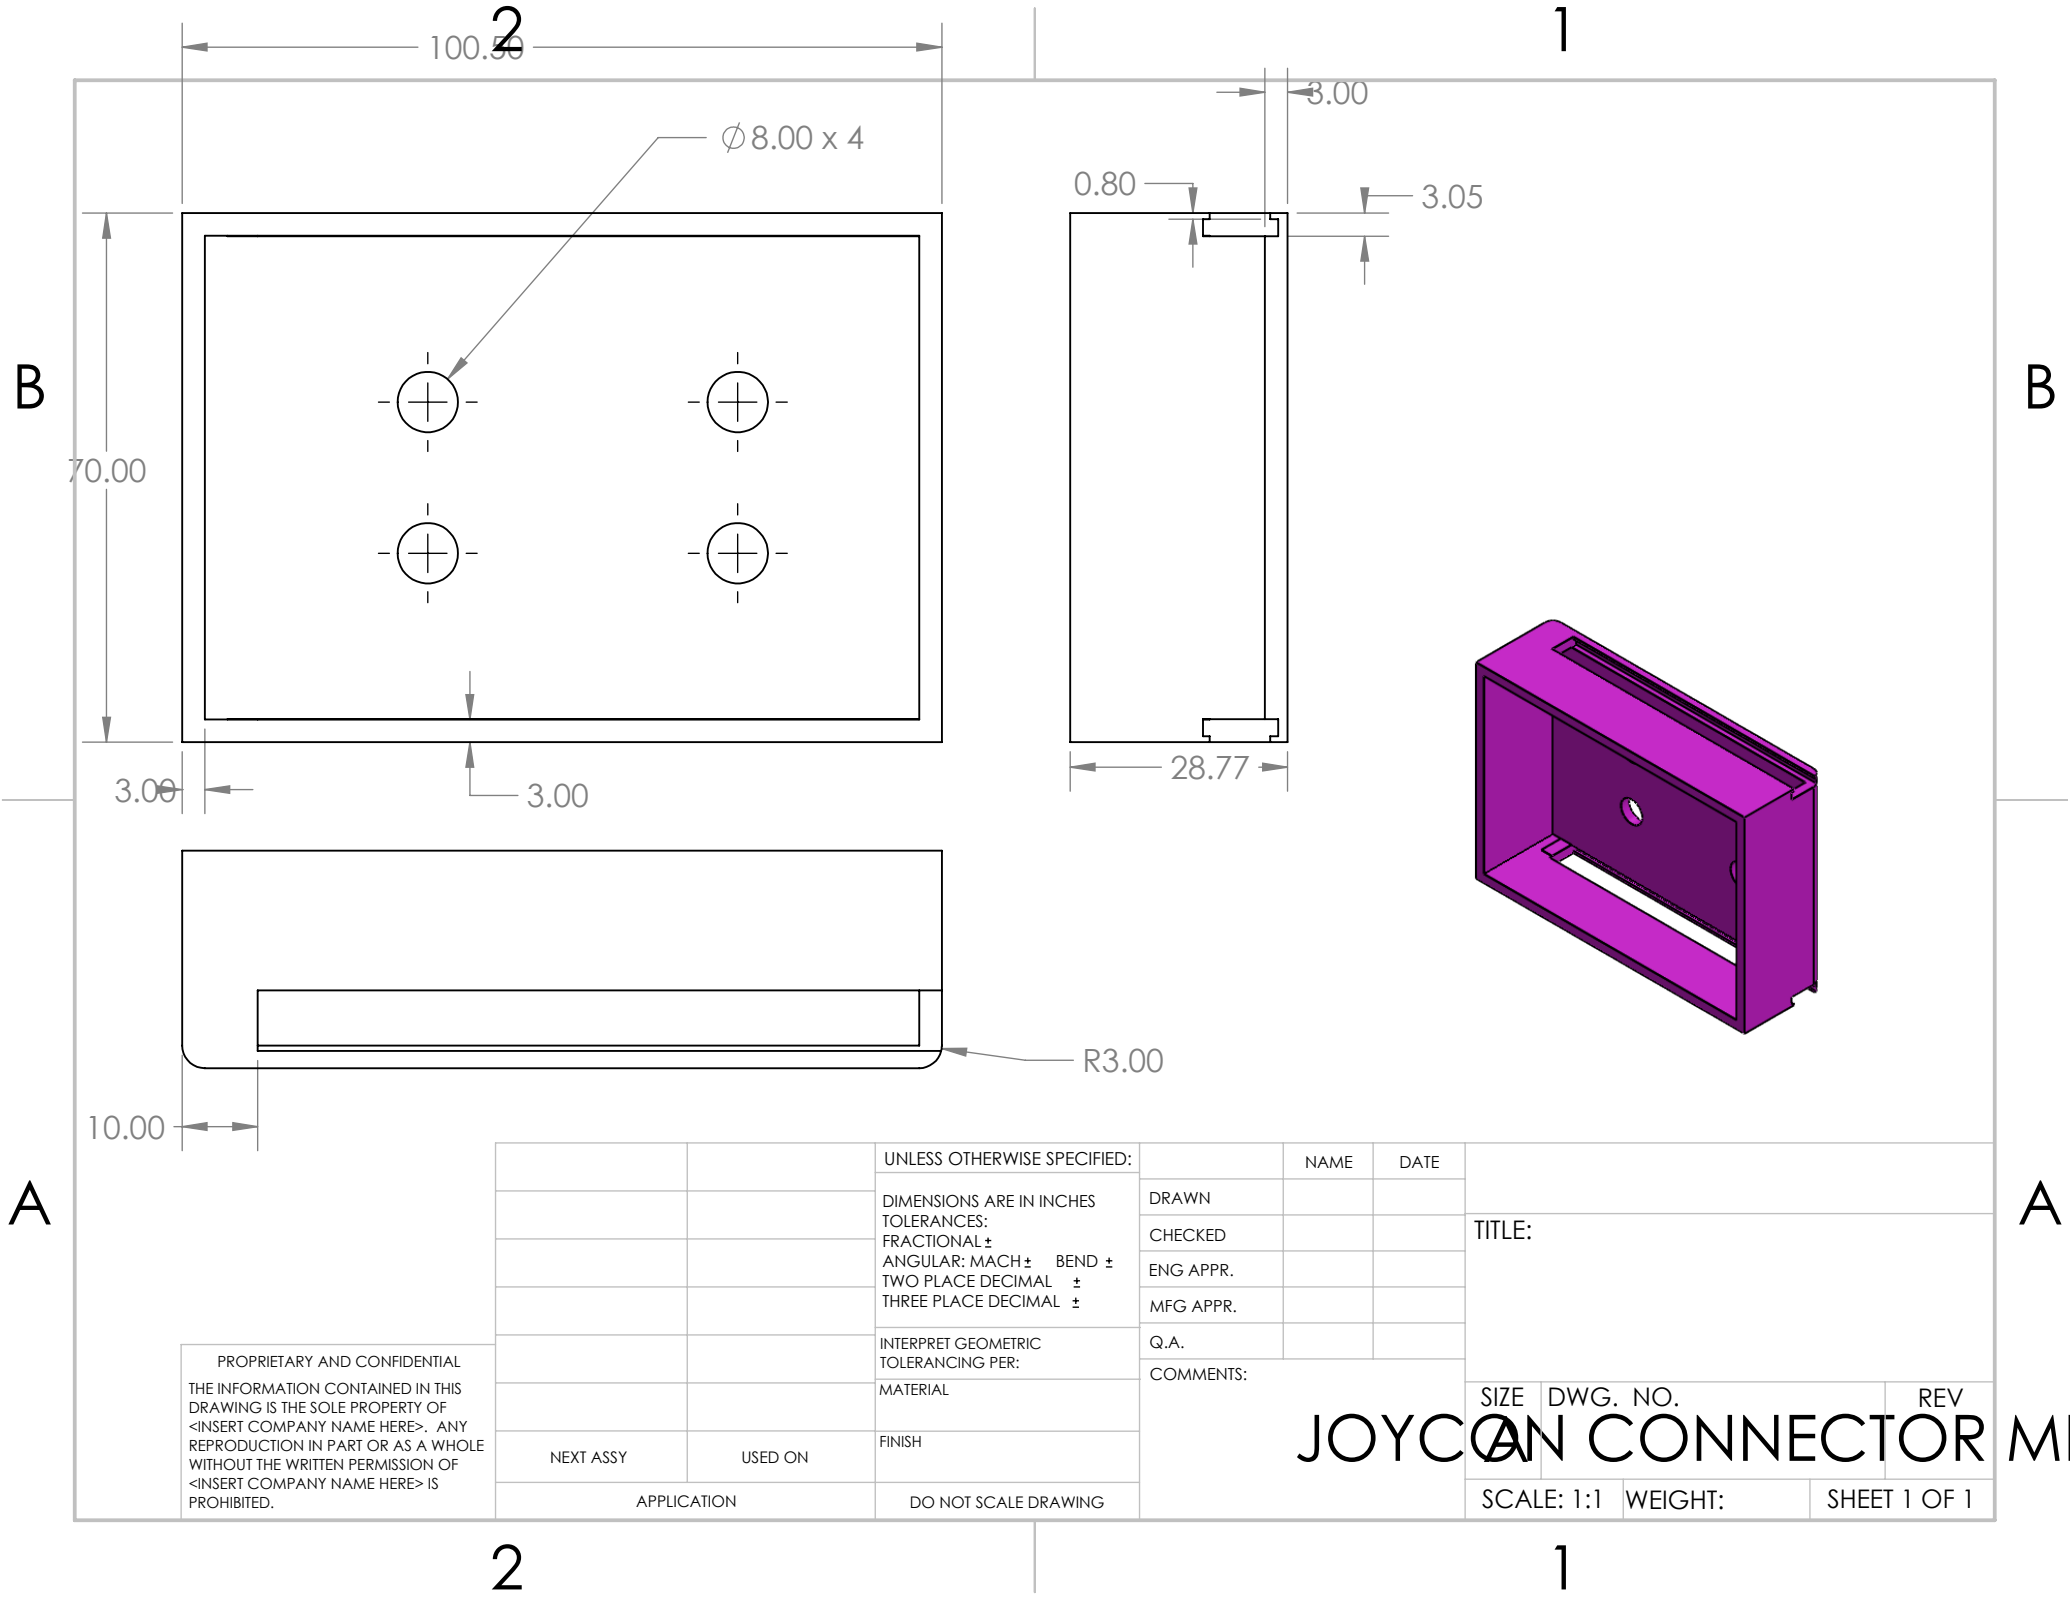 2
1
100.50
3.00
Ø8.00 x 4
0.80
3.05
B
B
70.00
3.00
3.00
28.77
R3.00
10.00
A
A
UNLESS OTHERWISE SPECIFIED:
DIMENSIONS ARE IN INCHES
TOLERANCES:
FRACTIONAL ±
ANGULAR: MACH ± BEND ±
TWO PLACE DECIMAL ±
THREE PLACE DECIMAL ±
INTERPRET GEOMETRIC
TOLERANCING PER:
MATERIAL
FINISH
DO NOT SCALE DRAWING
NAME DATE
DRAWN
CHECKED
ENG APPR.
MFG APPR.
Q.A.
COMMENTS:
TITLE:
SIZE DWG. NO. REV
A
JOYCON CONNECTOR
SCALE: 1:1 WEIGHT: SHEET 1 OF 1
PROPRIETARY AND CONFIDENTIAL
THE INFORMATION CONTAINED IN THIS
DRAWING IS THE SOLE PROPERTY OF
<INSERT COMPANY NAME HERE>. ANY
REPRODUCTION IN PART OR AS A WHOLE
WITHOUT THE WRITTEN PERMISSION OF
<INSERT COMPANY NAME HERE> IS
PROHIBITED.
NEXT ASSY USED ON
APPLICATION
2
1